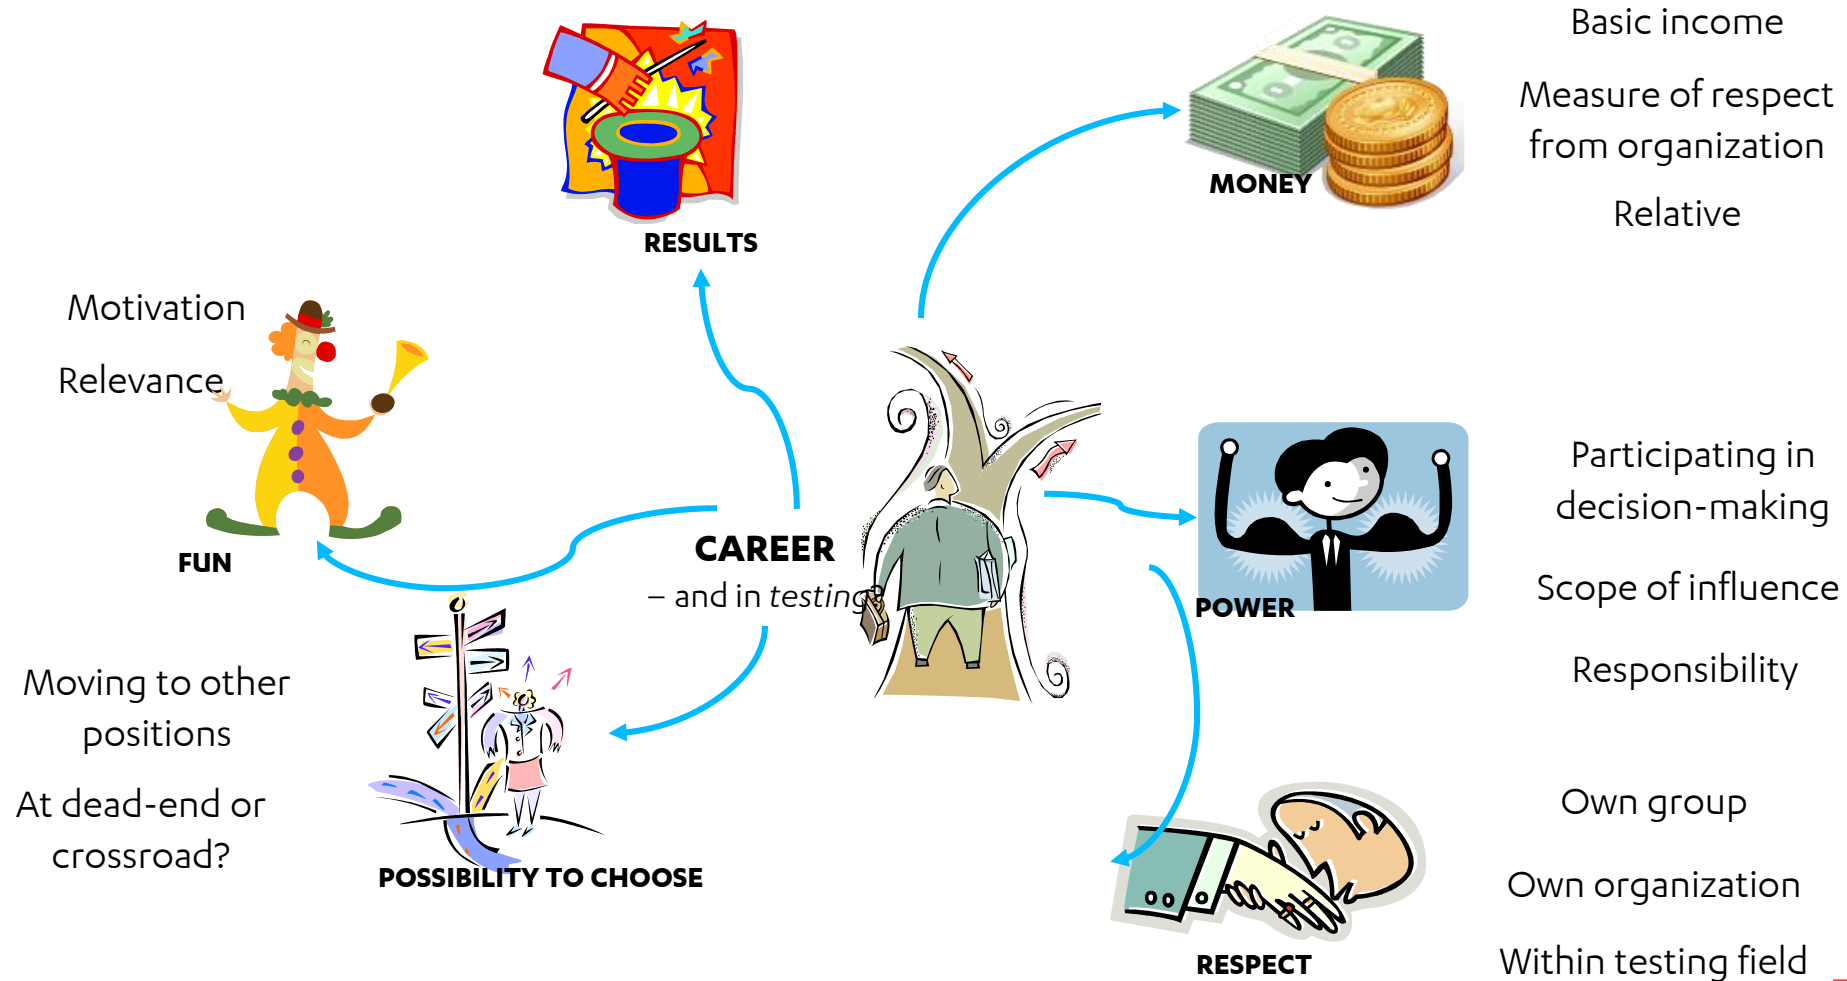 RESULTS
MONEY
Basic income
Measure of respect
from organization
Relative
Motivation
Relevance
FUN
CAREER
– and in testing?
POWER
Participating in
decision-making
Scope of influence
Responsibility
Moving to other
positions
At dead-end or
crossroad?
POSSIBILITY TO CHOOSE
RESPECT
Own group
Own organization
Within testing field